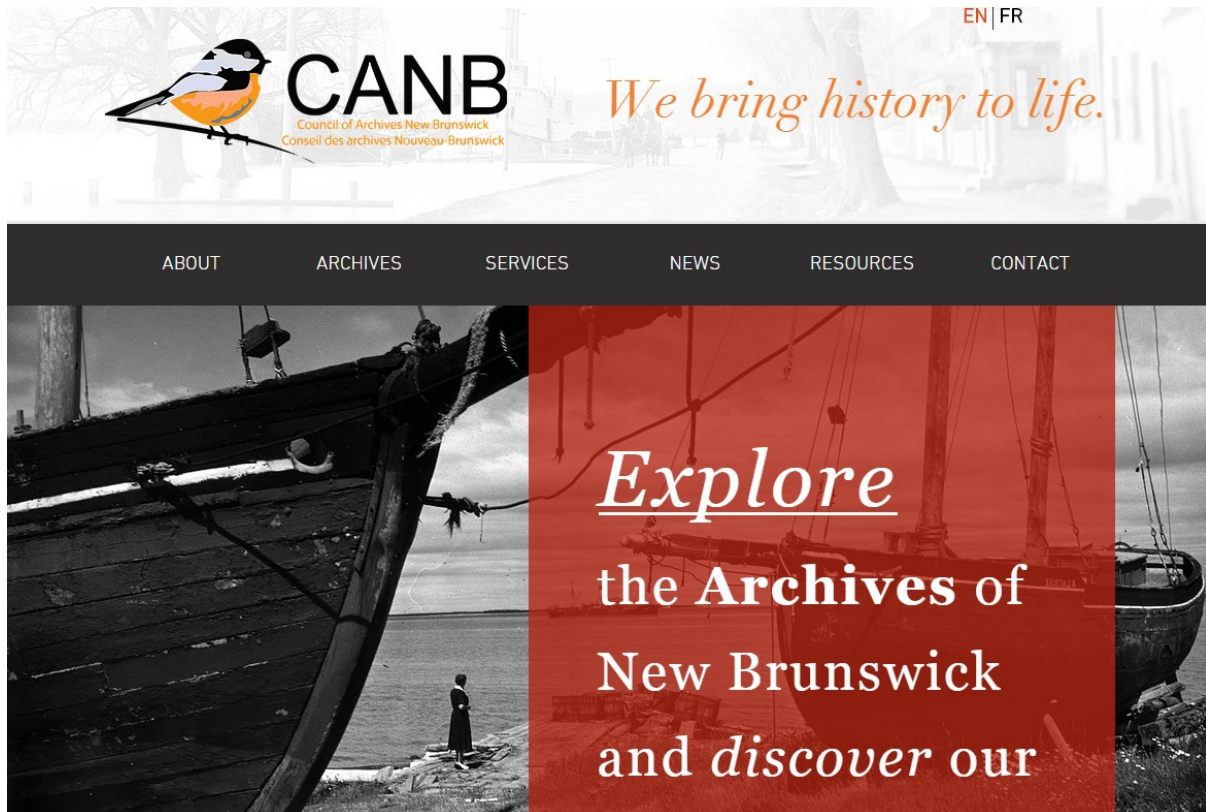 EN | FR
CANB
Council of Archives New Brunswick
Conseil des archives Nouveau-Brunswick
We bring history to life.
ABOUT ARCHIVES SERVICES NEWS RESOURCES CONTACT
Explore
the Archives of
New Brunswick
and discover our